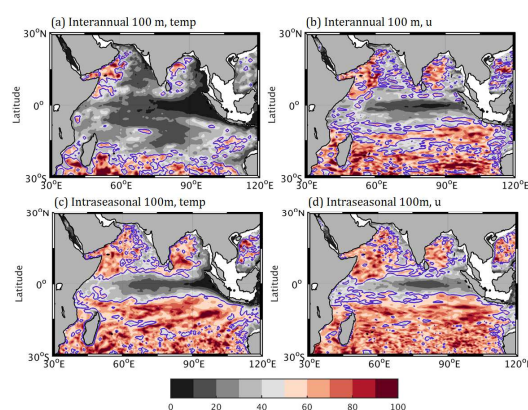 (a) Interannual 100 m, temp
(b) Interannual 100 m, u
30°N
0°
30°S
Latitude
30°E 60°E 90°E 120°E
30°N
0°
30°S
Latitude
30°E 60°E 90°E 120°E
(c) Intraseasonal 100m, temp
(d) Intraseasonal 100m, u
30°N
0°
30°S
Latitude
30°E 60°E 90°E 120°E
30°N
0°
30°S
Latitude
30°E 60°E 90°E 120°E
0 20 40 60 80 100